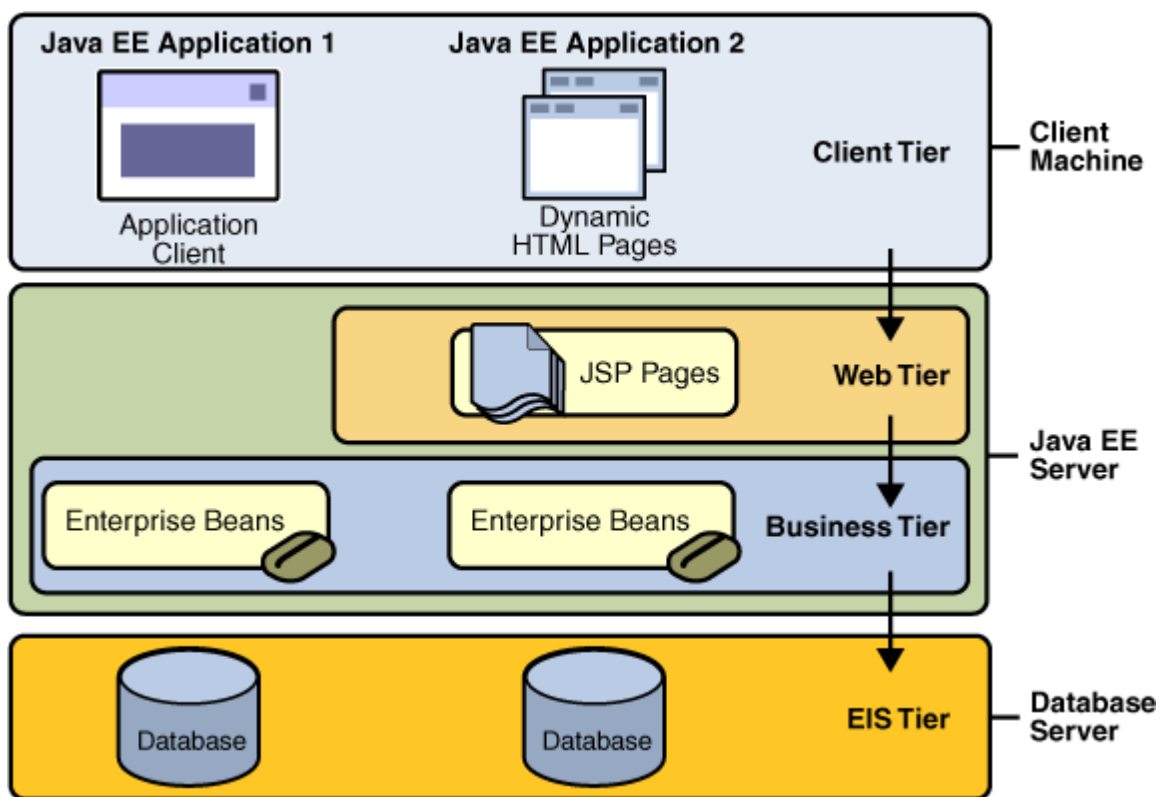 Java EE Application 1
Java EE Application 2
Application
Client
Dynamic
HTML Pages
Client Tier
Client
Machine
JSP Pages
Web Tier
Java EE
Server
Enterprise Beans
Enterprise Beans
Business Tier
Database
Database
EIS Tier
Database
Server